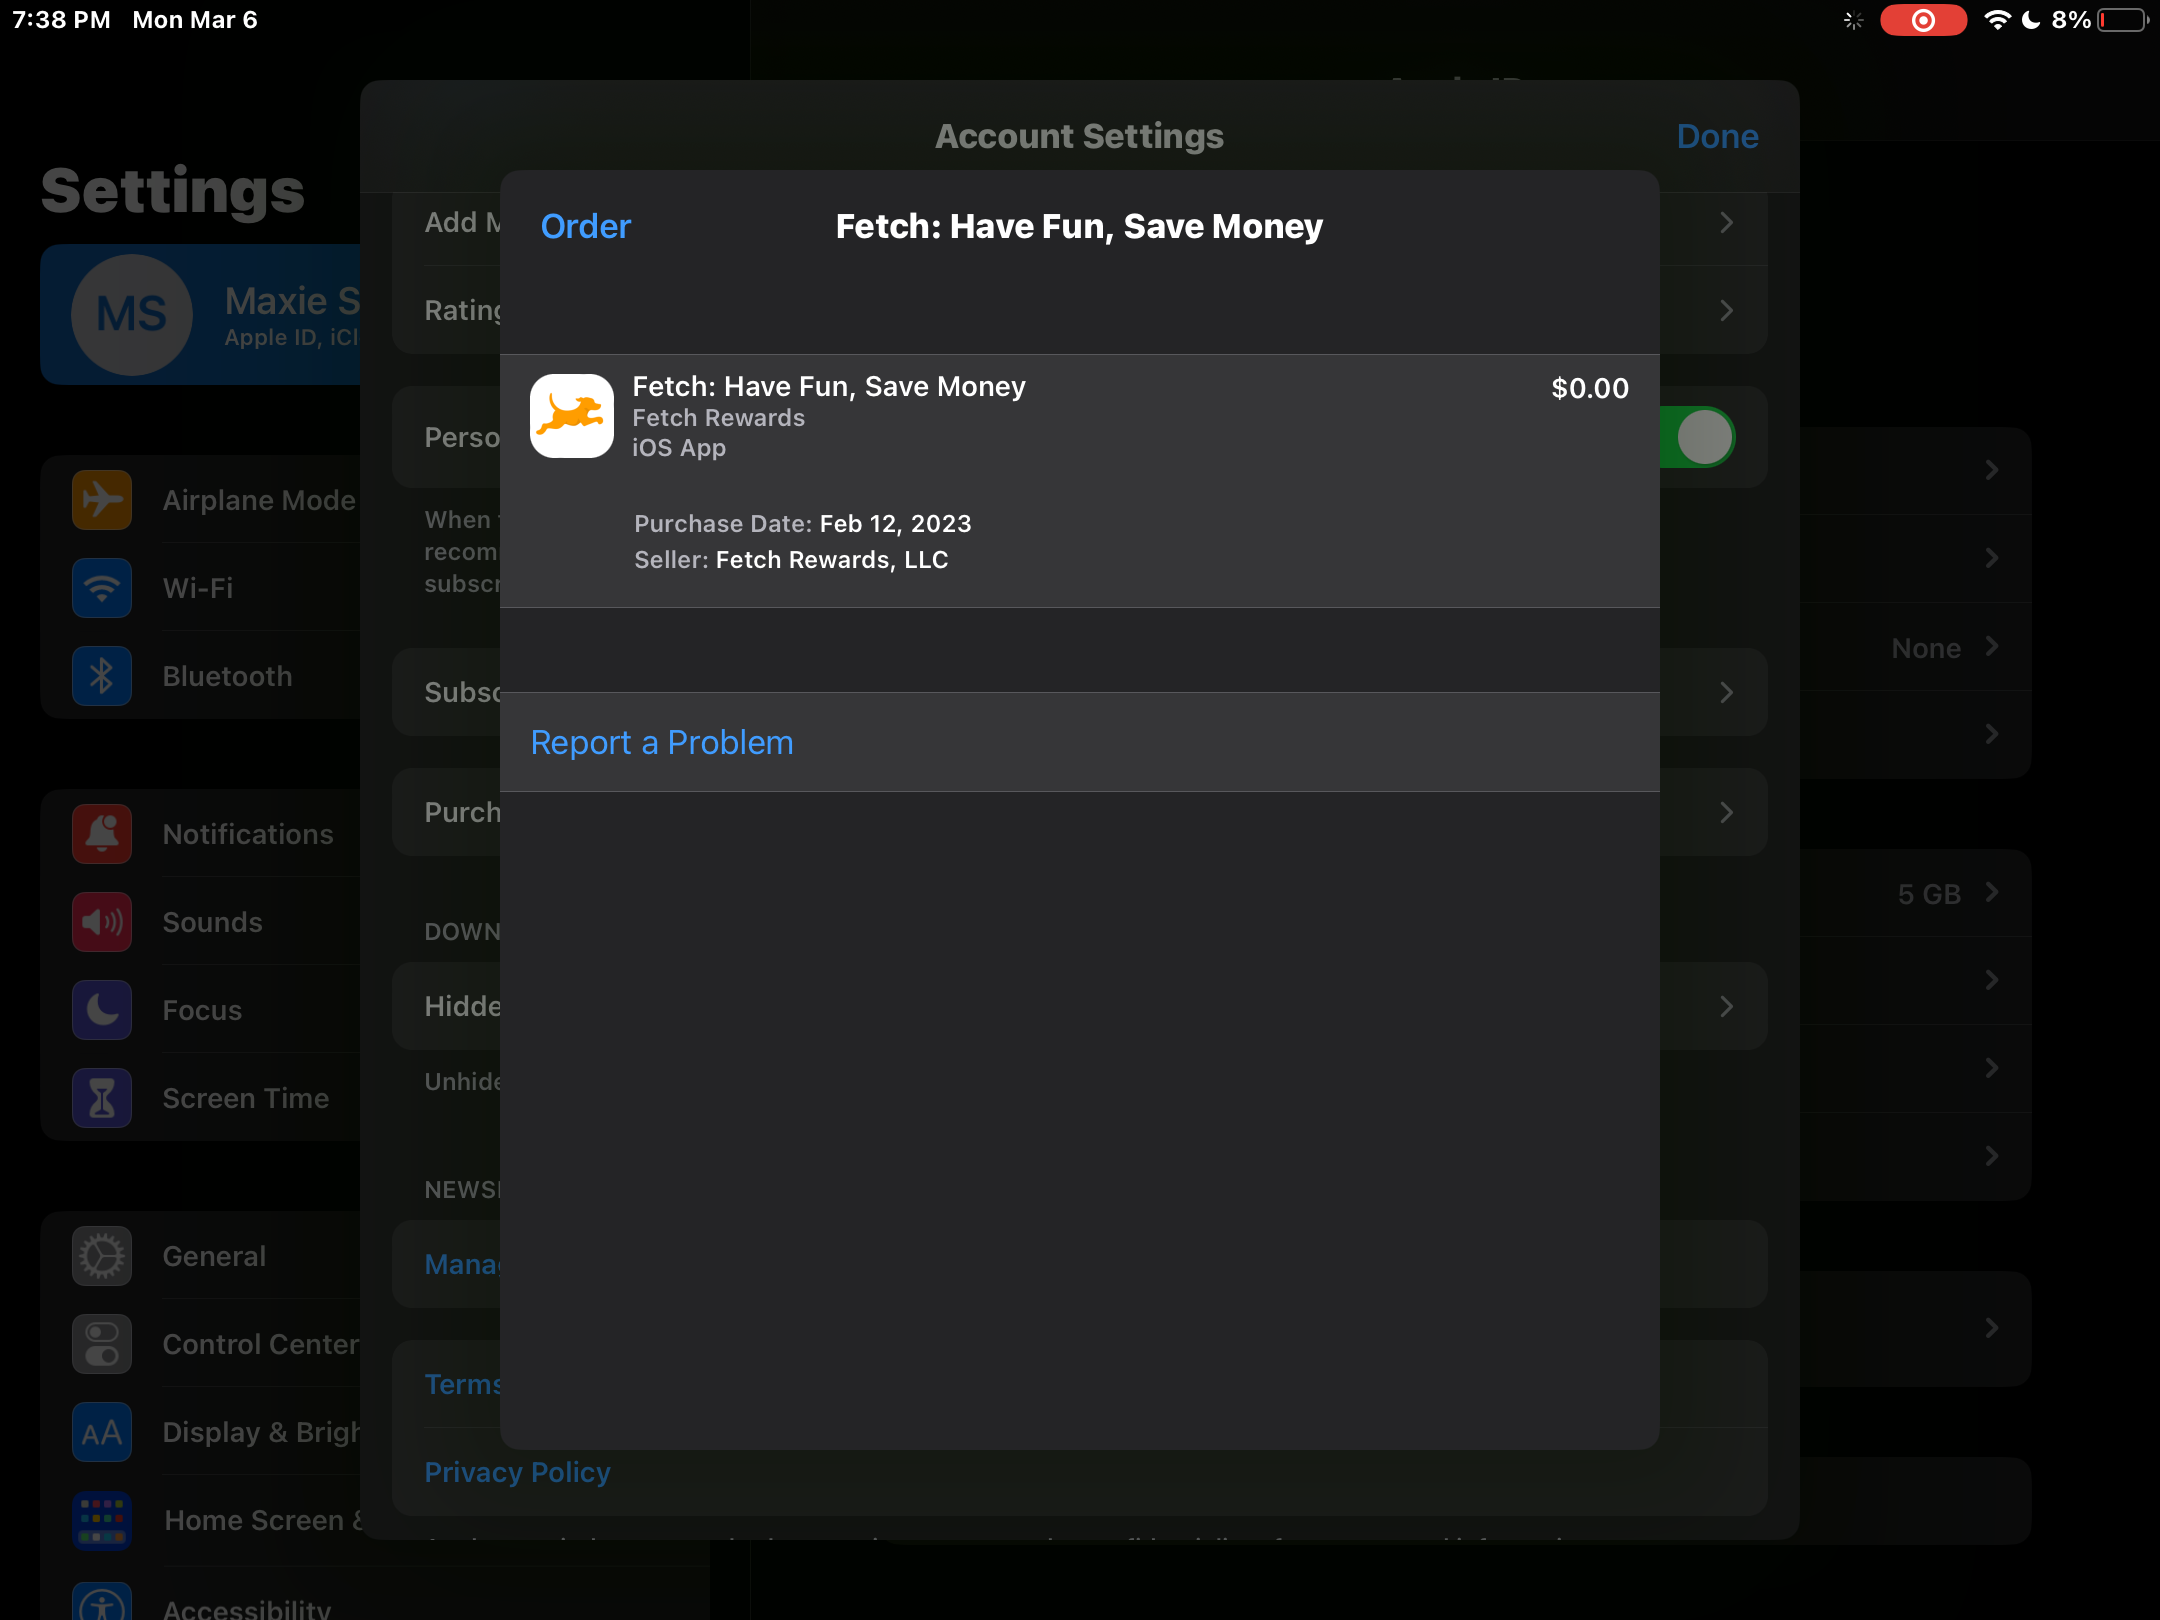 7:38 PM Mon Mar 6
8%
Account Settings
Done
Settings
Order
Fetch: Have Fun, Save Money
Add M
MS
Maxie S
Apple ID, iCl
Rating
Fetch: Have Fun, Save Money
$0.00
Fetch Rewards
iOS App
Perso
Airplane Mode
When
recom
subscr
Purchase Date: Feb 12, 2023
Seller: Fetch Rewards, LLC
Wi-Fi
None
Bluetooth
Subsc
Report a Problem
Purch
Notifications
5 GB
Sounds
DOWN
Focus
Hidde
Unhide
Screen Time
NEWS
General
Manag
Control Center
Terms
Display & Brigh
Privacy Policy
Home Screen &
Accessibility